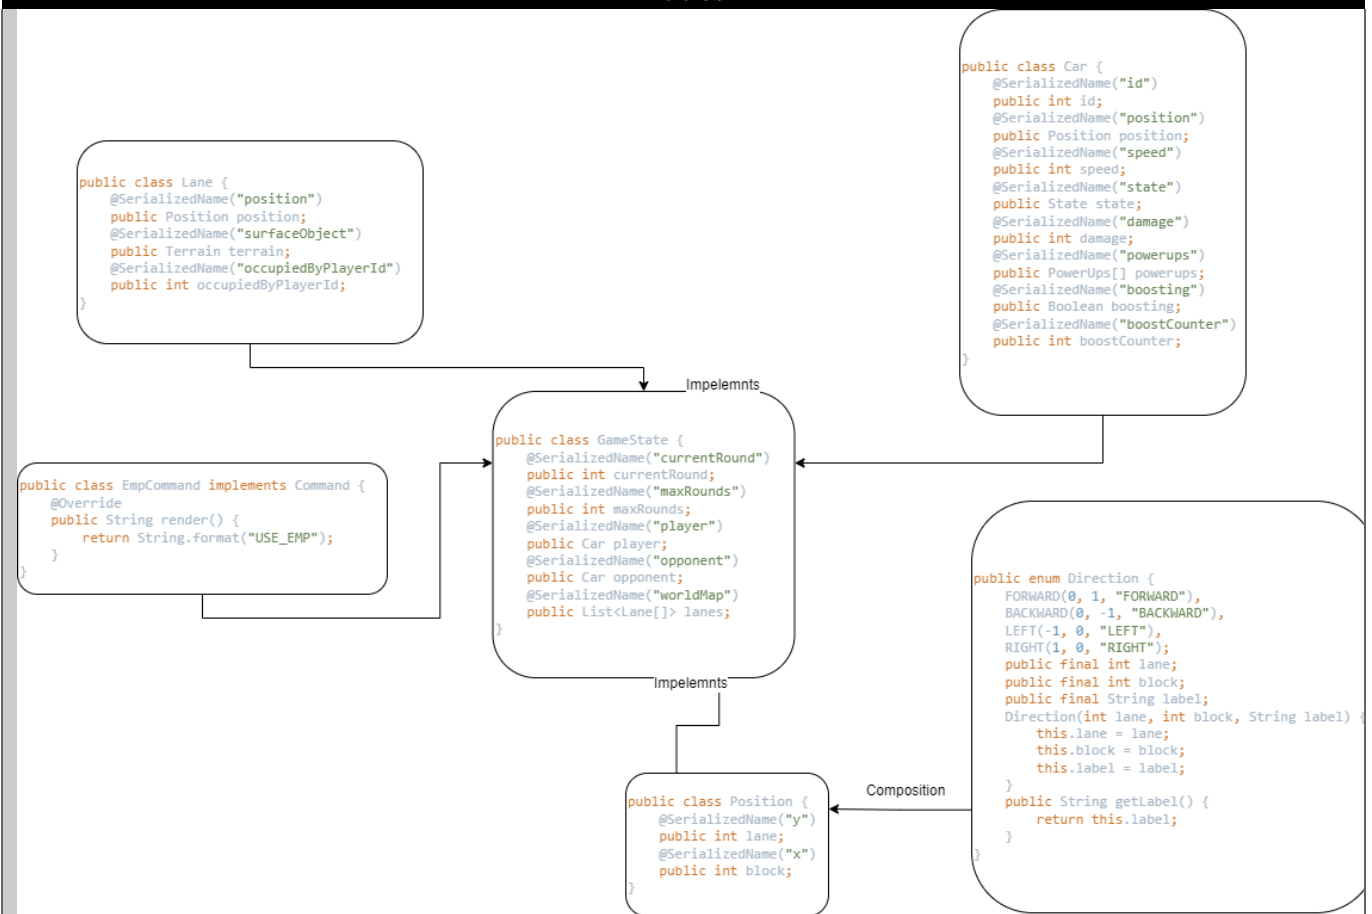 public class Car {
@SerializedName("id")
public int id;
@SerializedName("position")
public Position position;
@SerializedName("speed")
public int speed;
@SerializedName("state")
public State state;
@SerializedName("damage")
public int damage;
@SerializedName("powerups")
public PowerUps[] powerups;
@SerializedName("boosting")
public Boolean boosting;
@SerializedName("boostCounter")
public int boostCounter;
}
public class Lane {
@SerializedName("position")
public Position position;
@SerializedName("surfaceObject")
public Terrain terrain;
@SerializedName("occupiedByPlayerId")
public int occupiedByPlayerId;
}
Impelemnts
public class GameState {
@SerializedName("currentRound")
public int currentRound;
@SerializedName("maxRounds")
public int maxRounds;
@SerializedName("player")
public Car player;
@SerializedName("opponent")
public Car opponent;
@SerializedName("worldMap")
public List<Lane[]> lanes;
}
public class EmpCommand implements Command {
@Override
public String render() {
return String.format("USE_EMP");
}
}
Impelemnts
public enum Direction {
FORWARD(0, 1, "FORWARD"),
BACKWARD(0, -1, "BACKWARD"),
LEFT(-1, 0, "LEFT"),
RIGHT(1, 0, "RIGHT");
public final int lane;
public final int block;
public final String label;
Direction(int lane, int block, String label) {
this.lane = lane;
this.block = block;
this.label = label;
}
public String getLabel() {
return this.label;
}
}
Composition
public class Position {
@SerializedName("y")
public int lane;
@SerializedName("x")
public int block;
}